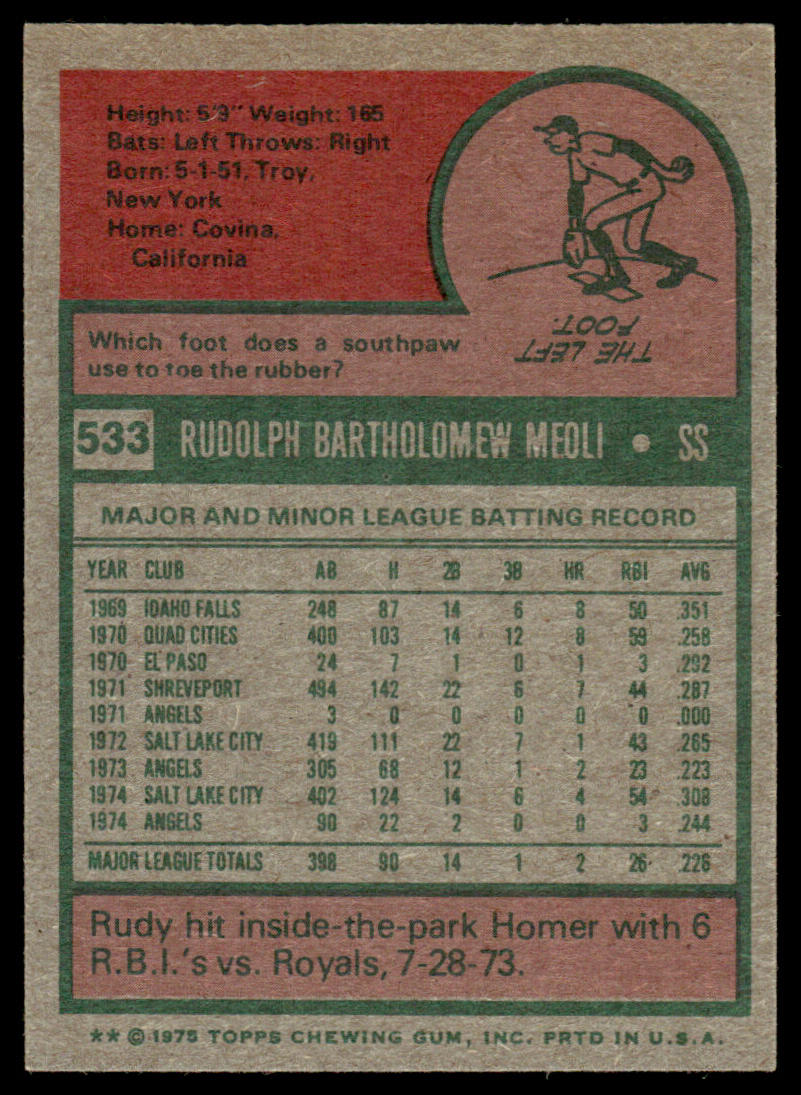 Height: 5'9" Weight: 165
Bats: Left Throws: Right
Born: 5-1-51, Troy,
New York
Home: Covina,
California
Which foot does a southpaw
use to toe the rubber?
THE LEFT
FOOT.
533 RUDOLPH BARTHOLOMEW MEOLI • SS
MAJOR AND MINOR LEAGUE BATTING RECORD
YEAR CLUB AB H 2B 3B HR RBI AVG
1969 IDAHO FALLS 248 87 14 6 8 50 .351
1970 QUAD CITIES 400 103 14 12 8 59 .258
1970 EL PASO 24 7 1 0 1 3 .292
1971 SHREVEPORT 494 142 22 6 7 44 .287
1971 ANGELS 3 0 0 0 0 0 .000
1972 SALT LAKE CITY 419 111 22 7 1 43 .265
1973 ANGELS 305 68 12 1 2 23 .223
1974 SALT LAKE CITY 402 124 14 6 4 54 .308
1974 ANGELS 90 22 2 0 0 3 .244
MAJOR LEAGUE TOTALS 398 90 14 1 2 26 .226
Rudy hit inside-the-park Homer with 6
R.B.I.'s vs. Royals, 7-28-73.
** © 1975 TOPPS CHEWING GUM, INC. PRTD IN U.S.A.